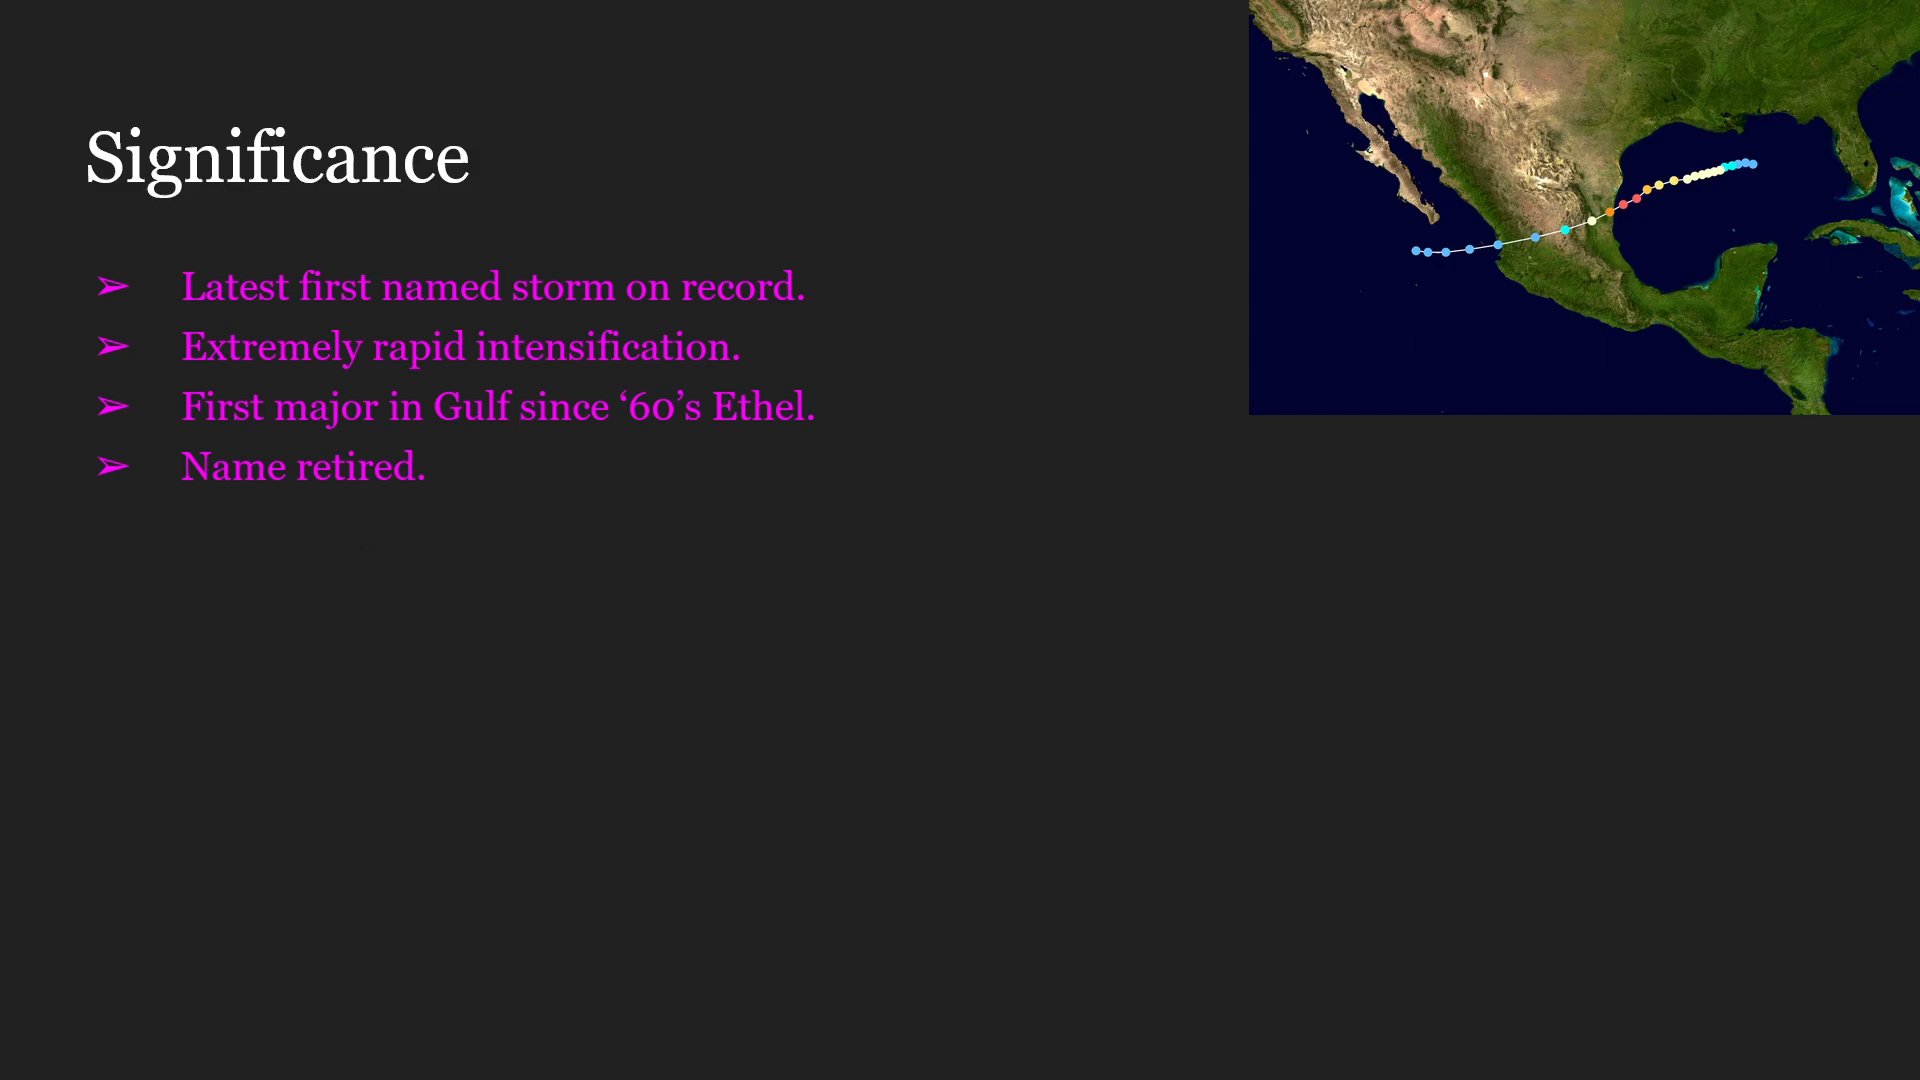 Significance
➢ Latest first named storm on record.
➢ Extremely rapid intensification.
➢ First major in Gulf since ‘60’s Ethel.
➢ Name retired.